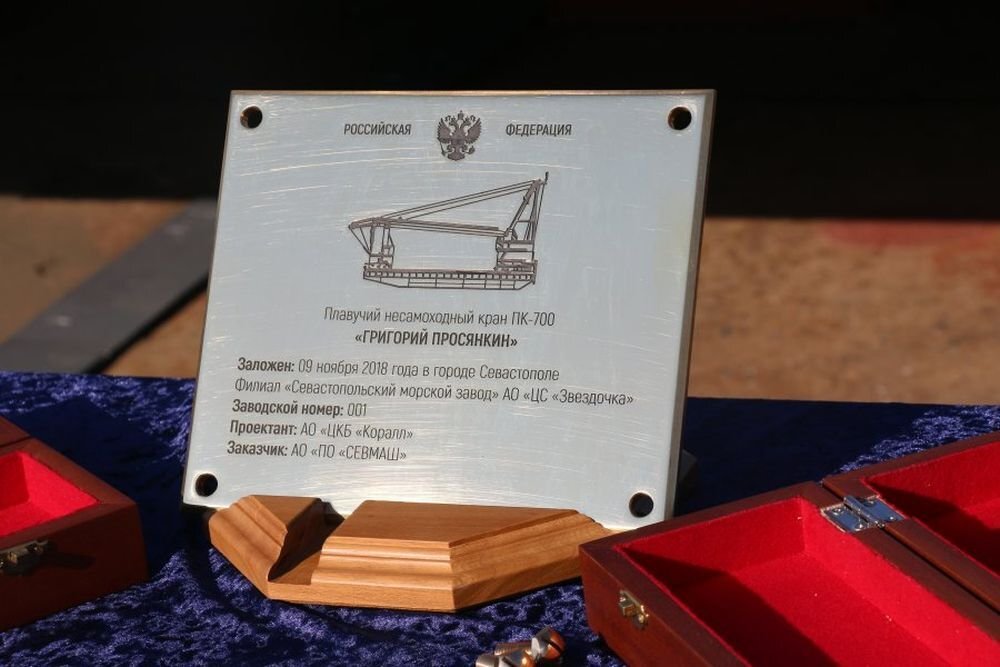 РОССИЙСКАЯ ФЕДЕРАЦИЯ
Плавучий несамоходный кран ПК-700
«ГРИГОРИЙ ПРОСЯНКИН»
Заложен: 09 ноября 2018 года в городе Севастополе
Филиал «Севастопольский морской завод» АО «ЦС «Звездочка»
Заводской номер: 001
Проектант: АО «ЦКБ «Коралл»
Заказчик: АО «ПО «СЕВМАШ»